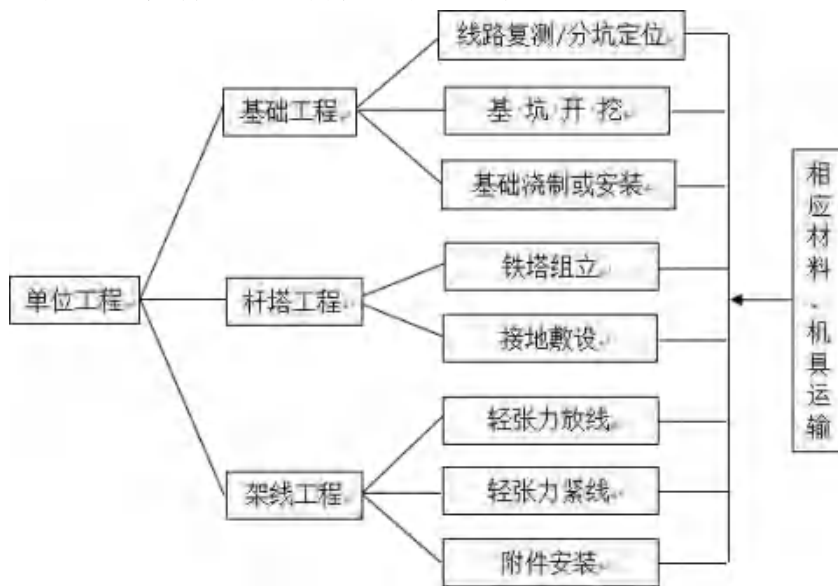 线路复测/分坑定位
基础工程
基·坑·开·挖
基础浇制或安装
单位工程
杆塔工程
铁塔组立
接地敷设
架线工程
轻张力放线
轻张力紧线
附件安装
相应材料、机具运输